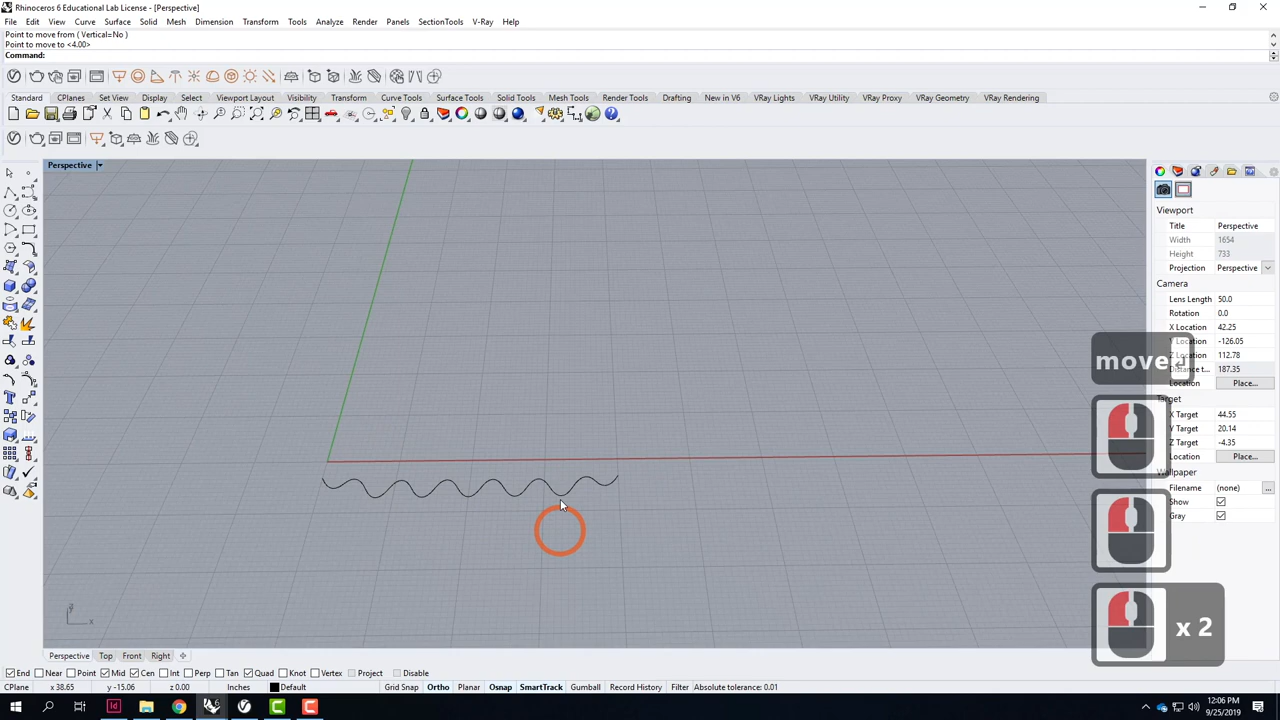 Rhinoceros 6 Educational Lab License - [Perspective]
File Edit View Curve Surface Solid Mesh Dimension Transform Tools Analyze Render Panels SectionTools V-Ray Help
Point to move from ( Vertical=No )
Point to move to <4.00>
Command:
Standard CPlanes Set View Display Select Viewport Layout Visibility Transform Curve Tools Surface Tools Solid Tools Mesh Tools Render Tools Drafting New in V6 VRay Lights VRay Utility VRay Proxy VRay Geometry VRay Rendering
Perspective
Viewport
Title Perspective
Width 1654
Height 733
Projection Perspective
Camera
Lens Length 50.0
Rotation 0.0
X Location 42.25
Location -126.05
Location 112.78
187.35
Location Place...
move
Target
X Target 44.55
Y Target 20.14
Z Target -4.35
Location Place...
Wallpaper
Filename (none) ...
Show
Gray
x 2
y
x
Perspective Top Front Right
End Near Point Mid Cen Int Perp Tan Quad Knot Vertex Project Disable
CPlane x 38.65 y -15.06 z 0.00 Inches Default Grid Snap Ortho Planar Osnap SmartTrack Gumball Record History Filter Absolute tolerance: 0.01
12:06 PM
9/25/2019